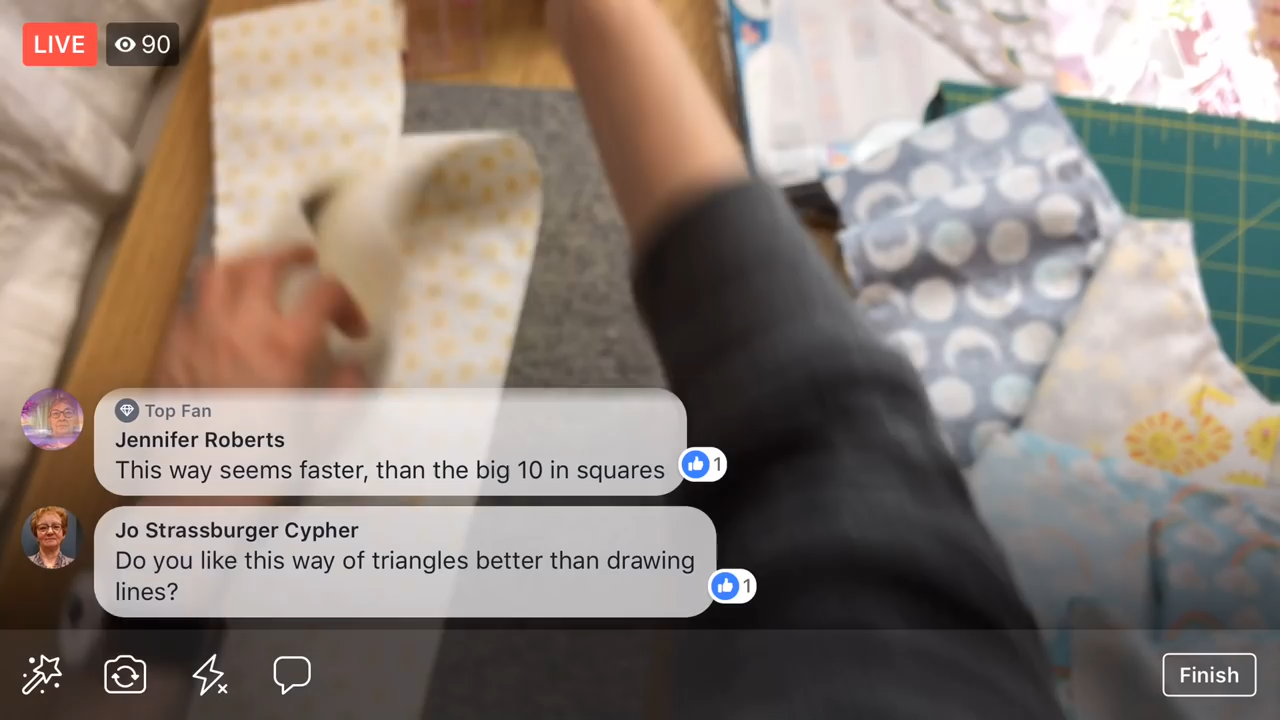 LIVE
90
Top Fan
Jennifer Roberts
This way seems faster, than the big 10 in squares
1
Jo Strassburger Cypher
Do you like this way of triangles better than drawing
lines?
1
Finish